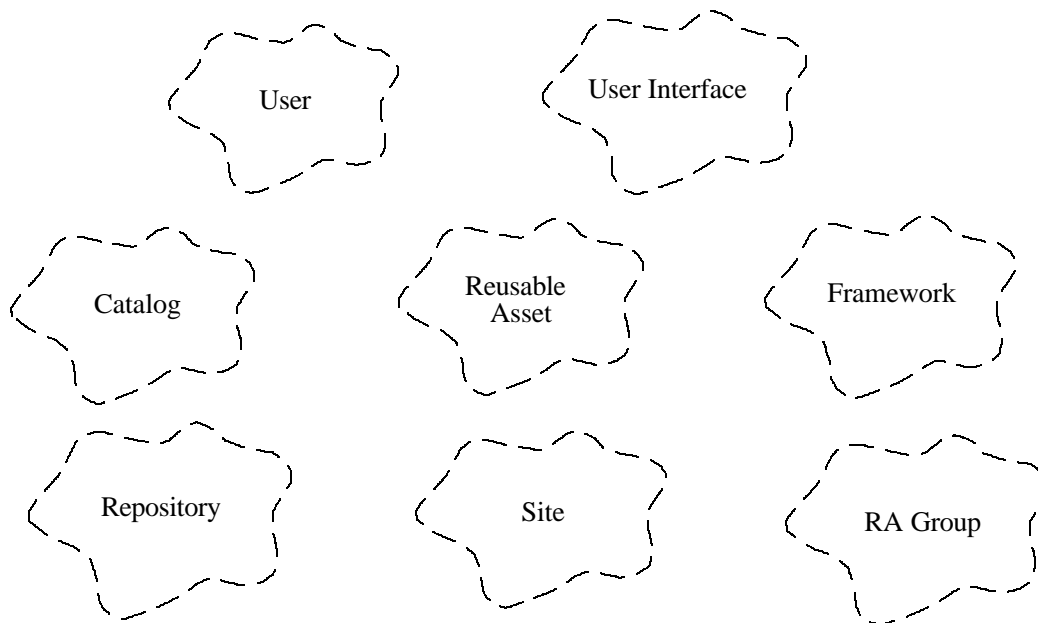 User
User Interface
Catalog
Reusable
Asset
Framework
Repository
Site
RA Group